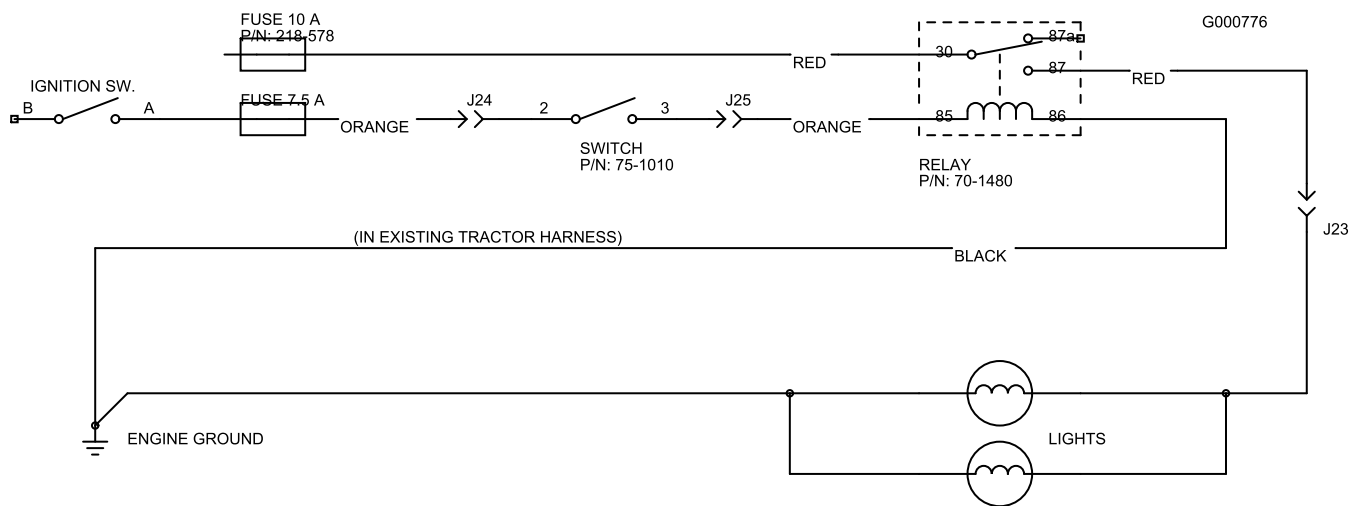 FUSE 10 A
P/N: 218-578
G000776
30
87a
87
RED
RED
IGNITION SW.
B
A
FUSE 7.5 A
ORANGE
J24
2
3
J25
ORANGE
85
86
SWITCH
P/N: 75-1010
RELAY
P/N: 70-1480
(IN EXISTING TRACTOR HARNESS)
BLACK
J23
ENGINE GROUND
LIGHTS